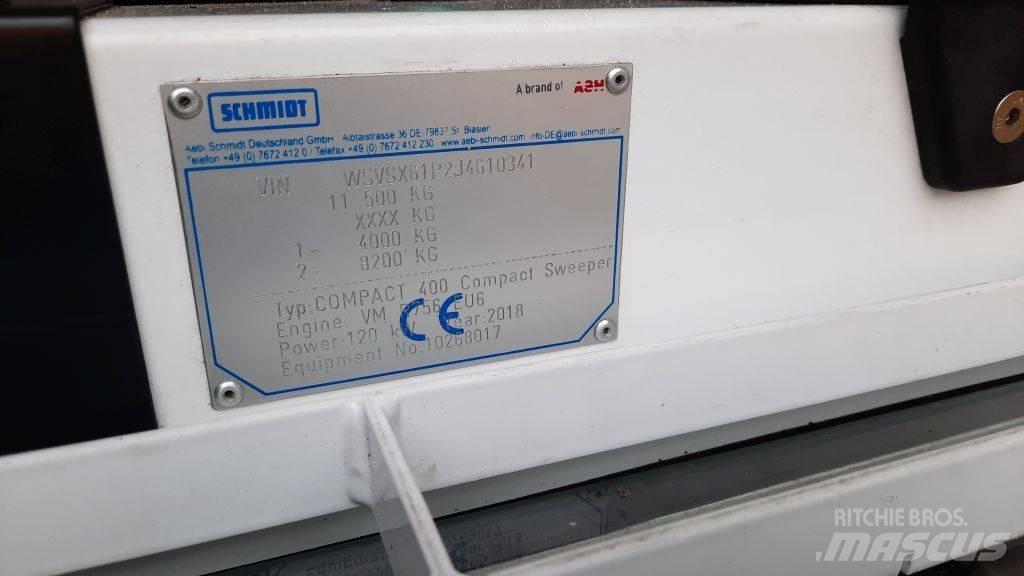 SCHMIDT
A brand of ASH
Aebi Schmidt Deutschland GmbH Albtalstrasse 36 DE-79837 St. Blasien
Telefon +49 (0) 7672 412 0 / Telefax +49 (0) 7672 412 230 www.aebi-schmidt.com info-DE@aebi-schmidt.com
VIN WSVSX61P2J4610341
11 500 KG
XXXX KG
1- 4000 KG
2- 8200 KG
Typ:COMPACT 400 Compact Sweeper
Engine: VM EU6
Power:120 Year:2018
Equipment No.10268017
CE
RITCHIE BROS.
MASCUS